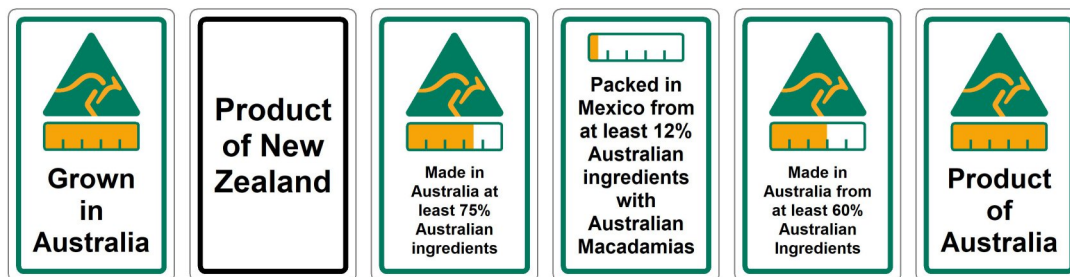 Grown
in
Australia
Product
of New
Zealand
Made in
Australia at
least 75%
Australian
ingredients
Packed in
Mexico from
at least 12%
Australian
ingredients
with
Australian
Macadamias
Made in
Australia from
at least 60%
Australian
Ingredients
Product
of
Australia